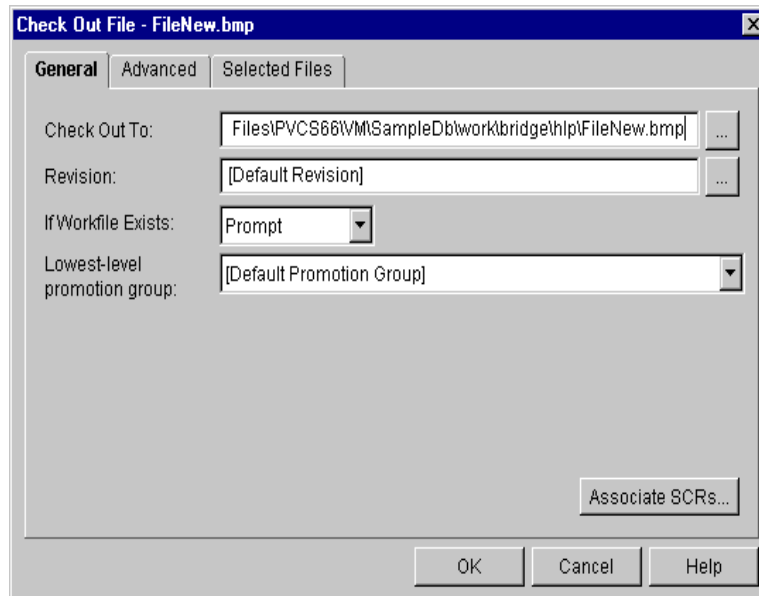 Check Out File - FileNew.bmp
General Advanced Selected Files
Check Out To: Files\PVCS66\VM\SampleDb\work\bridge\hlp\FileNew.bmp ...
Revision: [Default Revision] ...
If Workfile Exists: Prompt
Lowest-level
promotion group: [Default Promotion Group]
Associate SCRs...
OK Cancel Help